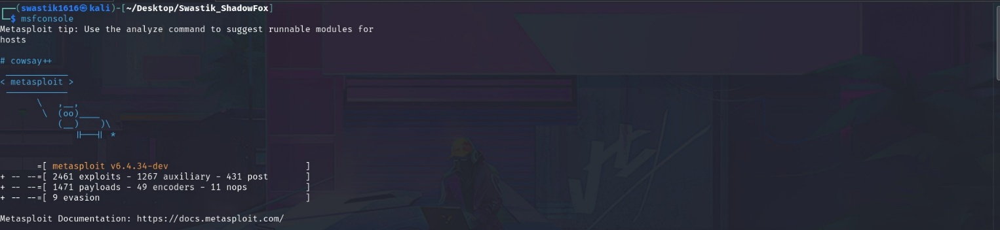 ┌──(swastik1616㉿kali)-[~/Desktop/Swastik_ShadowFox]
└─$ msfconsole
Metasploit tip: Use the analyze command to suggest runnable modules for
hosts
# cowsay++
 ____________
< metasploit >
 ------------
       \   ,__,
        \  (oo)____
           (__)    )\
              ||--|| *
       =[ metasploit v6.4.34-dev                          ]
+ -- --=[ 2461 exploits - 1267 auxiliary - 431 post       ]
+ -- --=[ 1471 payloads - 49 encoders - 11 nops           ]
+ -- --=[ 9 evasion                                       ]
Metasploit Documentation: https://docs.metasploit.com/